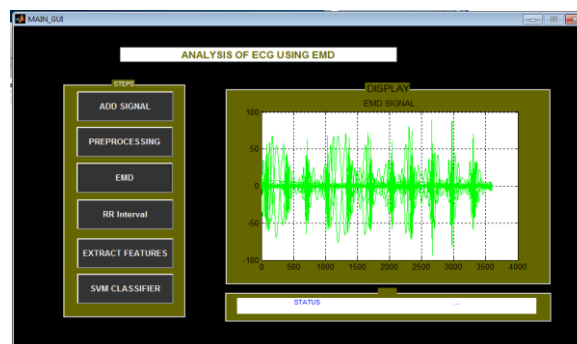 MAIN_GUI
ANALYSIS OF ECG USING EMD
STEPS
ADD SIGNAL
PREPROCESSING
EMD
RR Interval
EXTRACT FEATURES
SVM CLASSIFIER
DISPLAY
EMD SIGNAL
100
50
0
-50
-100
0 500 1000 1500 2000 2500 3000 3500 4000
STATUS ...